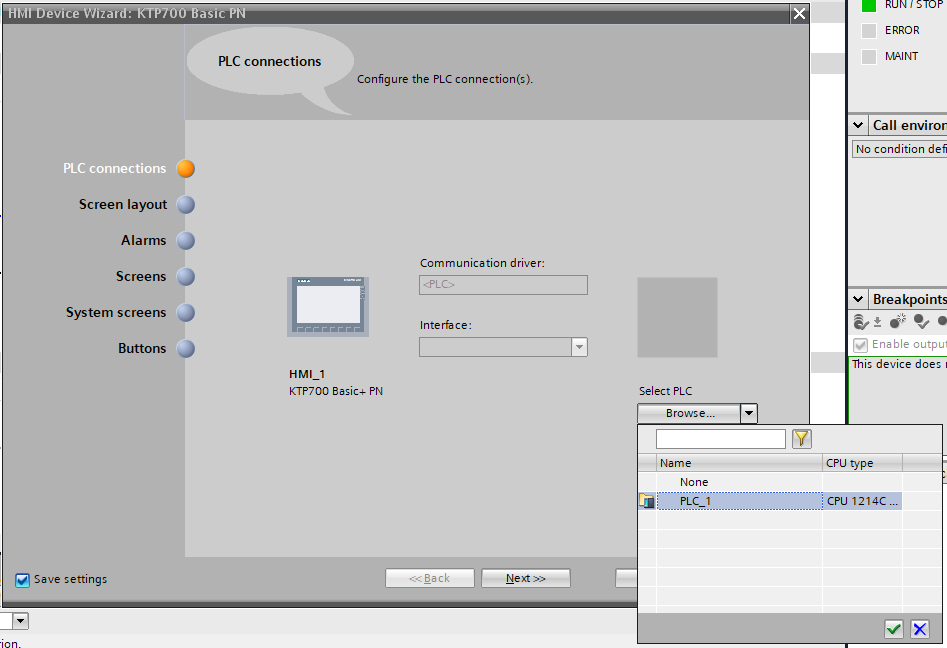 HMI Device Wizard: KTP700 Basic PN
RUN / STOP
ERROR
MAINT
PLC connections
Configure the PLC connection(s).
Call environ
No condition defi
PLC connections
Screen layout
Alarms
Screens
System screens
Buttons
Communication driver:
<PLC>
Interface:
HMI_1
KTP700 Basic+ PN
Breakpoints
Enable output
This device does n
Select PLC
Browse...
Name
CPU type
None
PLC_1
CPU 1214C ...
Save settings
<< Back
Next >>
rion.